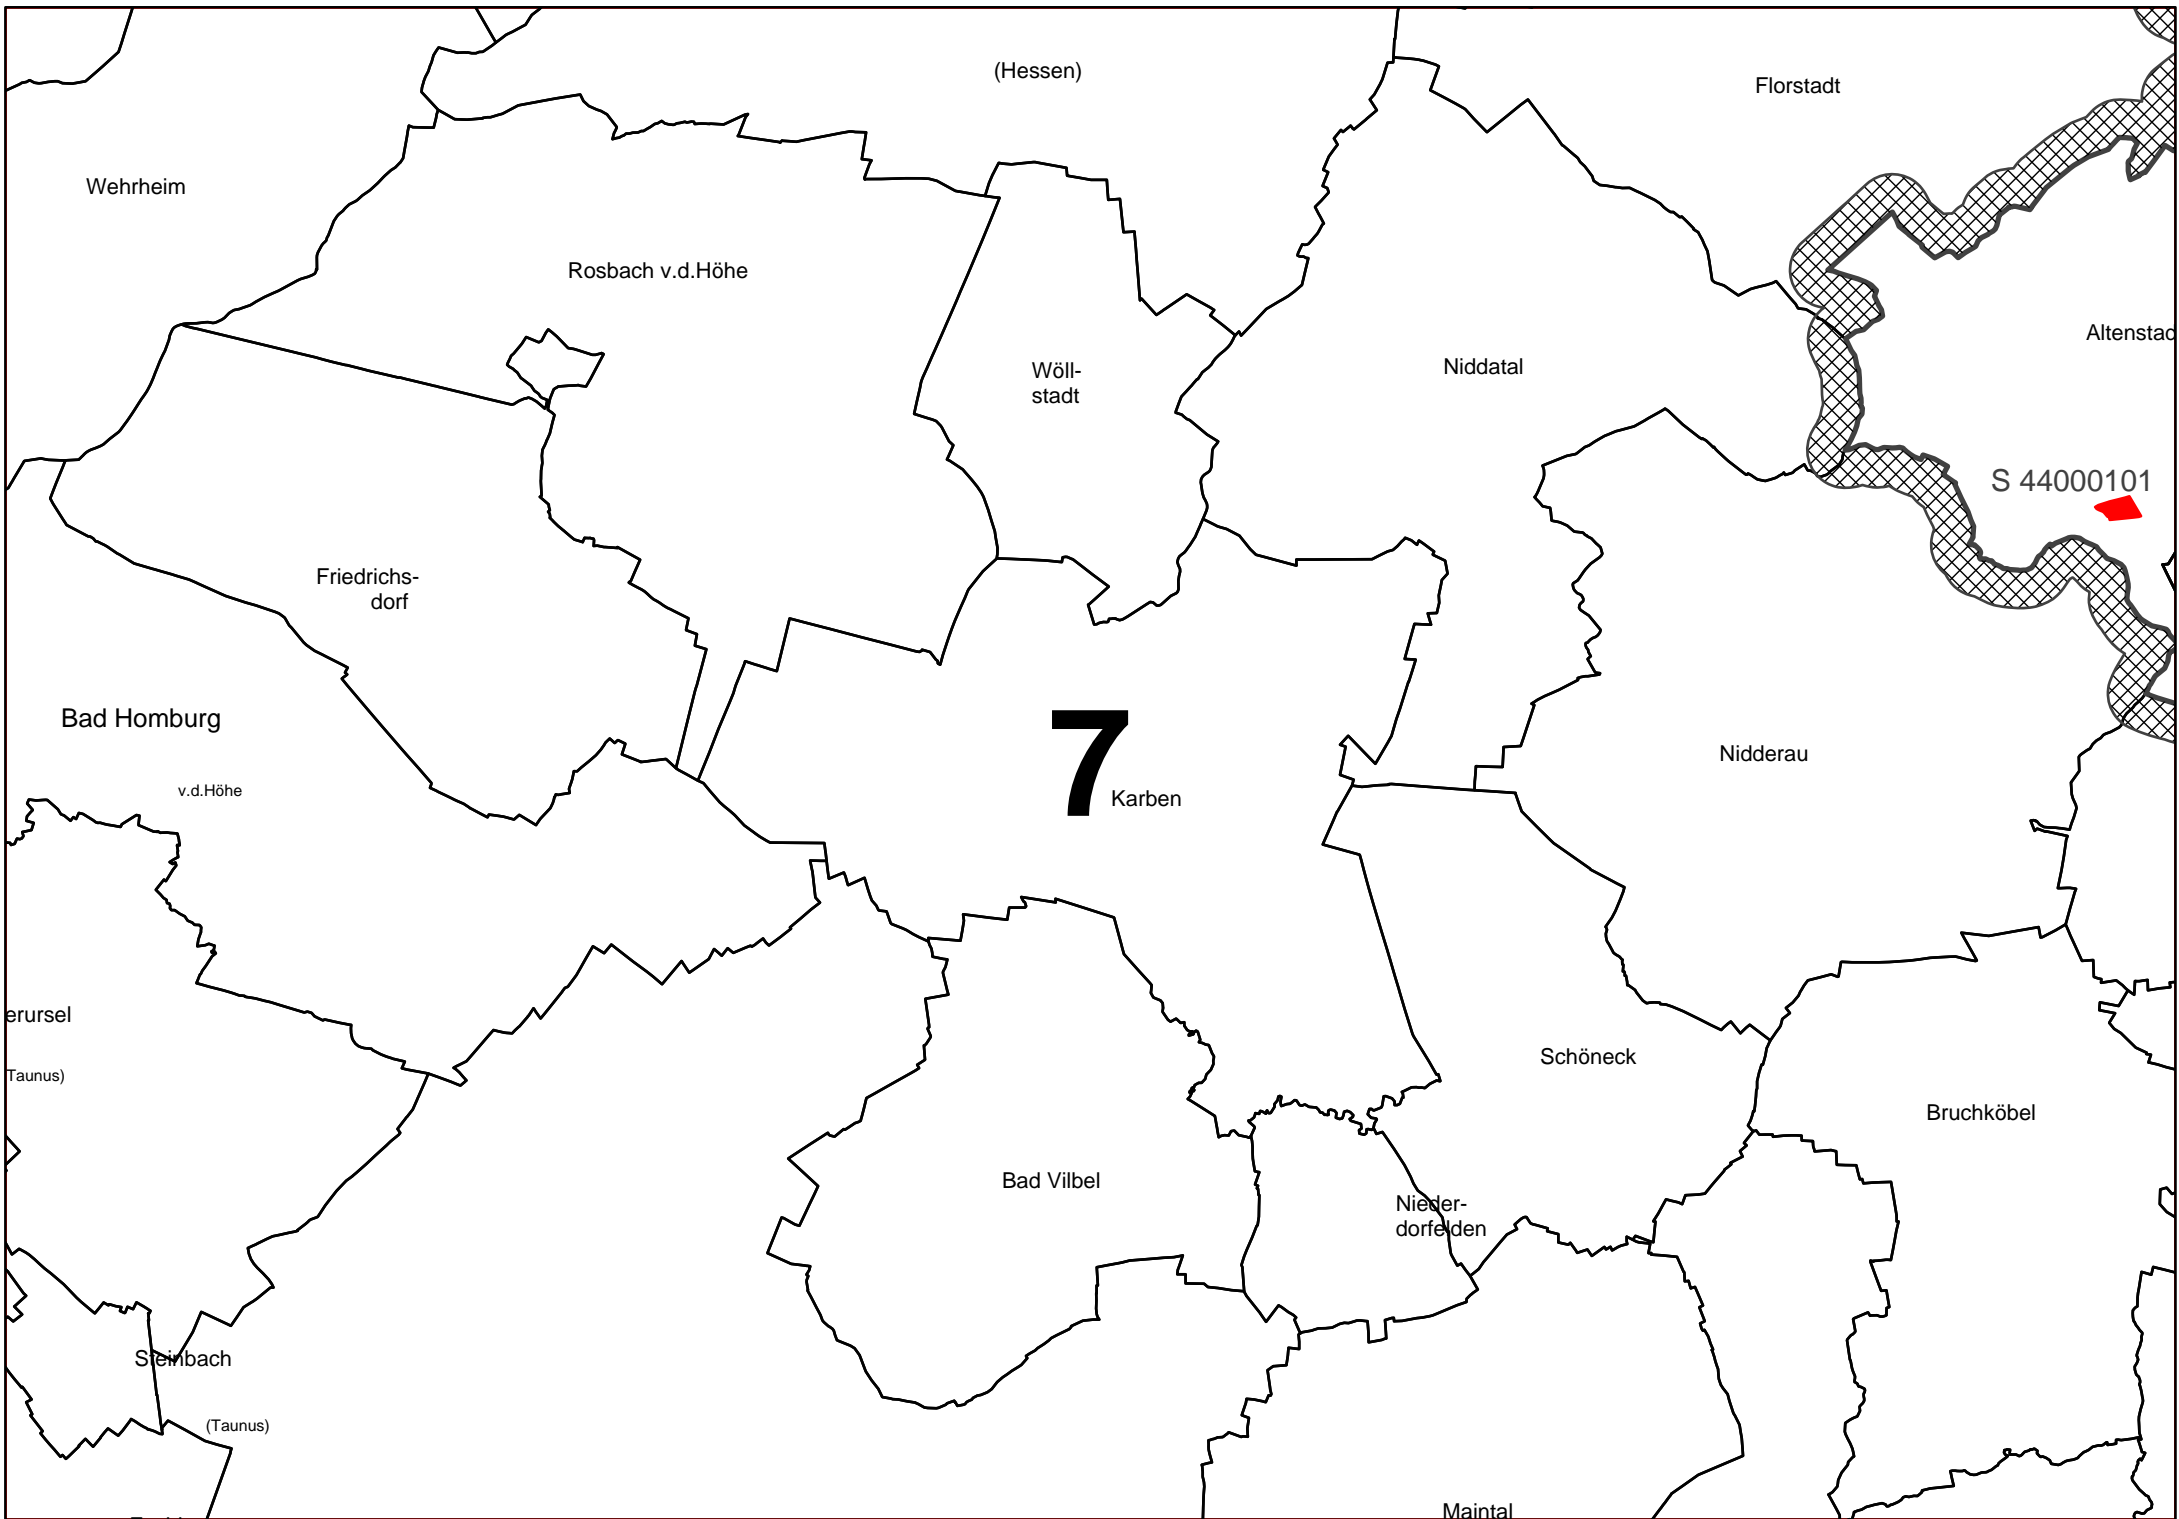 (Hessen)
Florstadt
Wehrheim
Rosbach v.d.Höhe
Altenstad
Wöll-
stadt
Niddatal
S 44000101
Friedrichs-
dorf
Bad Homburg
v.d.Höhe
7
Karben
Nidderau
erursel
(Taunus)
Schöneck
Bruchköbel
Bad Vilbel
Nieder-
dorfelden
Steinbach
(Taunus)
Maintal